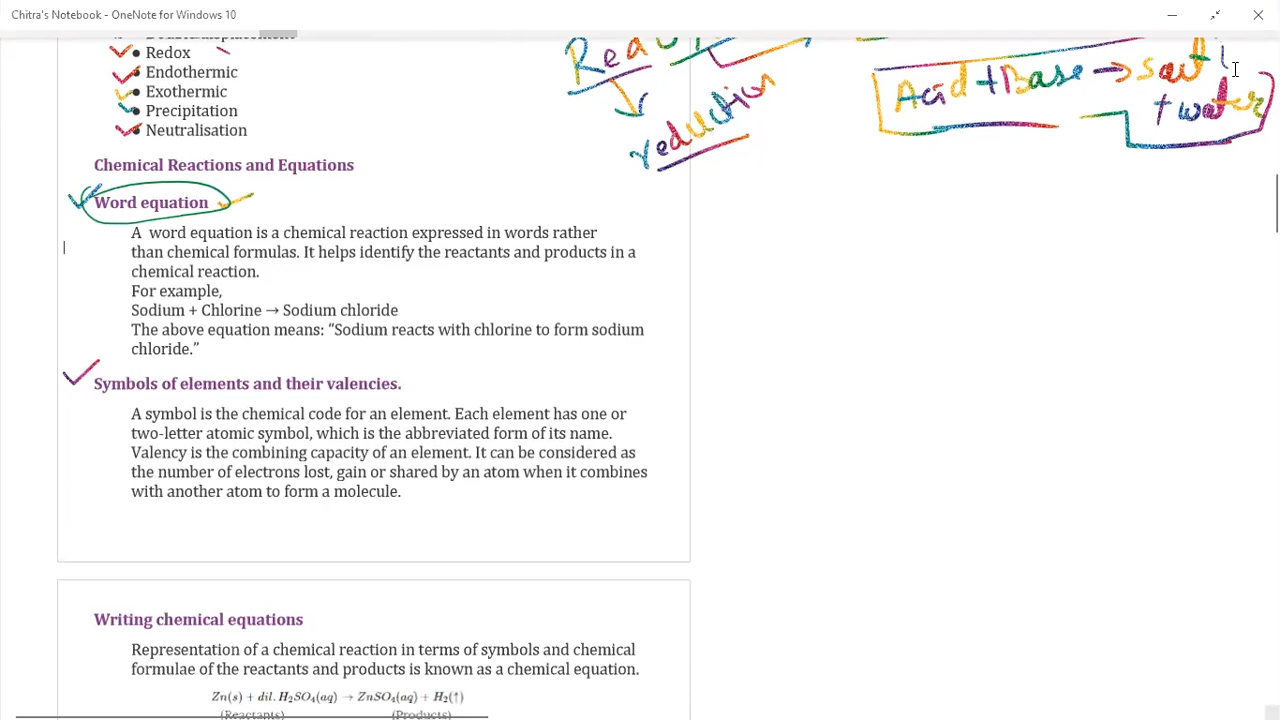 Chitra's Notebook - OneNote for Windows 10
Redox
Endothermic
Exothermic
Precipitation
Neutralisation
Redox
reduction
Acid + Base → salt
+ water
Chemical Reactions and Equations
Word equation
A word equation is a chemical reaction expressed in words rather
than chemical formulas. It helps identify the reactants and products in a
chemical reaction.
For example,
Sodium + Chlorine → Sodium chloride
The above equation means: “Sodium reacts with chlorine to form sodium
chloride.”
Symbols of elements and their valencies.
A symbol is the chemical code for an element. Each element has one or
two-letter atomic symbol, which is the abbreviated form of its name.
Valency is the combining capacity of an element. It can be considered as
the number of electrons lost, gain or shared by an atom when it combines
with another atom to form a molecule.
Writing chemical equations
Representation of a chemical reaction in terms of symbols and chemical
formulae of the reactants and products is known as a chemical equation.
Zn(s) + dil. H₂SO₄(aq) → ZnSO₄(aq) + H₂(↑)
(Reactants) (Products)